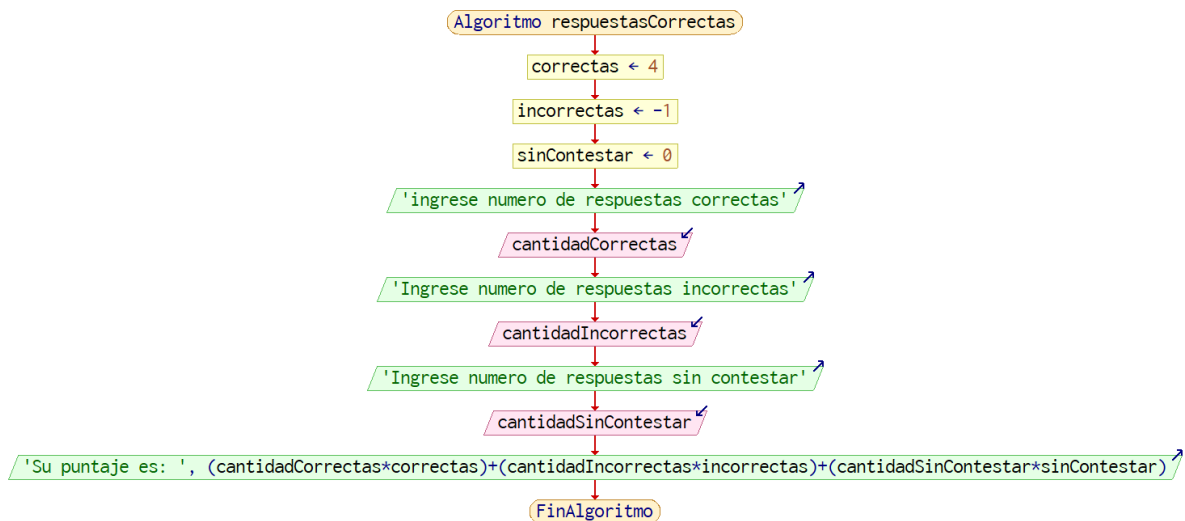 Algoritmo respuestasCorrectas
correctas ← 4
incorrectas ← -1
sinContestar ← 0
'ingrese numero de respuestas correctas'
cantidadCorrectas
'Ingrese numero de respuestas incorrectas'
cantidadIncorrectas
'Ingrese numero de respuestas sin contestar'
cantidadSinContestar
'Su puntaje es: ', (cantidadCorrectas*correctas)+(cantidadIncorrectas*incorrectas)+(cantidadSinContestar*sinContestar)
FinAlgoritmo